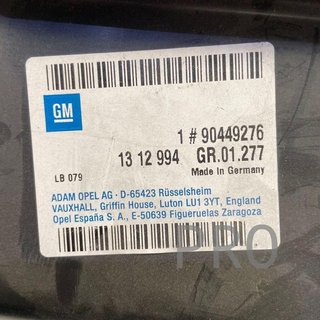 GM
1 # 90449276
13 12 994 GR.01.277
LB 079
Made in Germany
ADAM OPEL AG · D-65423 Rüsselsheim
VAUXHALL, Griffin House, Luton LU1 3YT, England
Opel España S. A., E-50639 Figueruelas Zaragoza
PRO